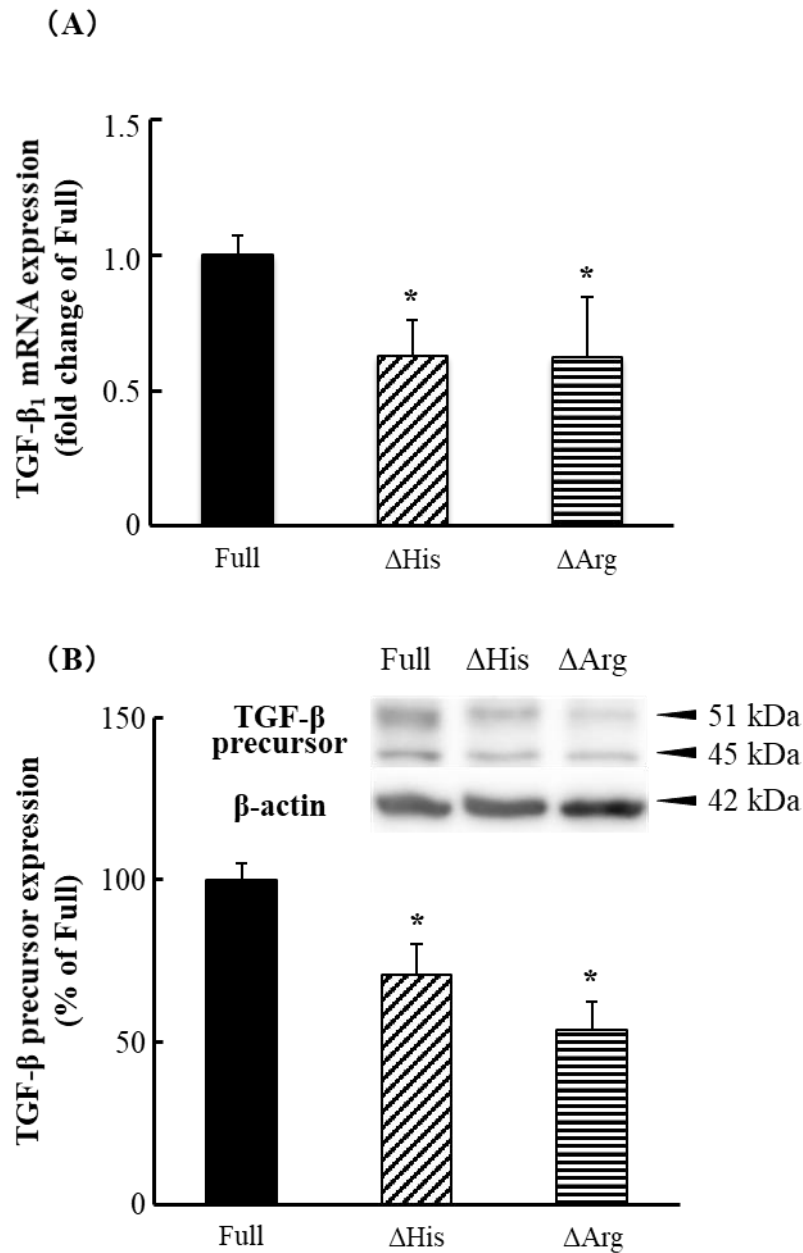 （A）
TGF-β₁ mRNA expression
(fold change of Full)
1.5
1.0
0.5
0
*
*
Full
ΔHis
ΔArg
（B）
Full ΔHis ΔArg
TGF-β
precursor
51 kDa
45 kDa
β-actin
42 kDa
TGF-β precursor expression
(% of Full)
150
100
50
0
*
*
Full
ΔHis
ΔArg